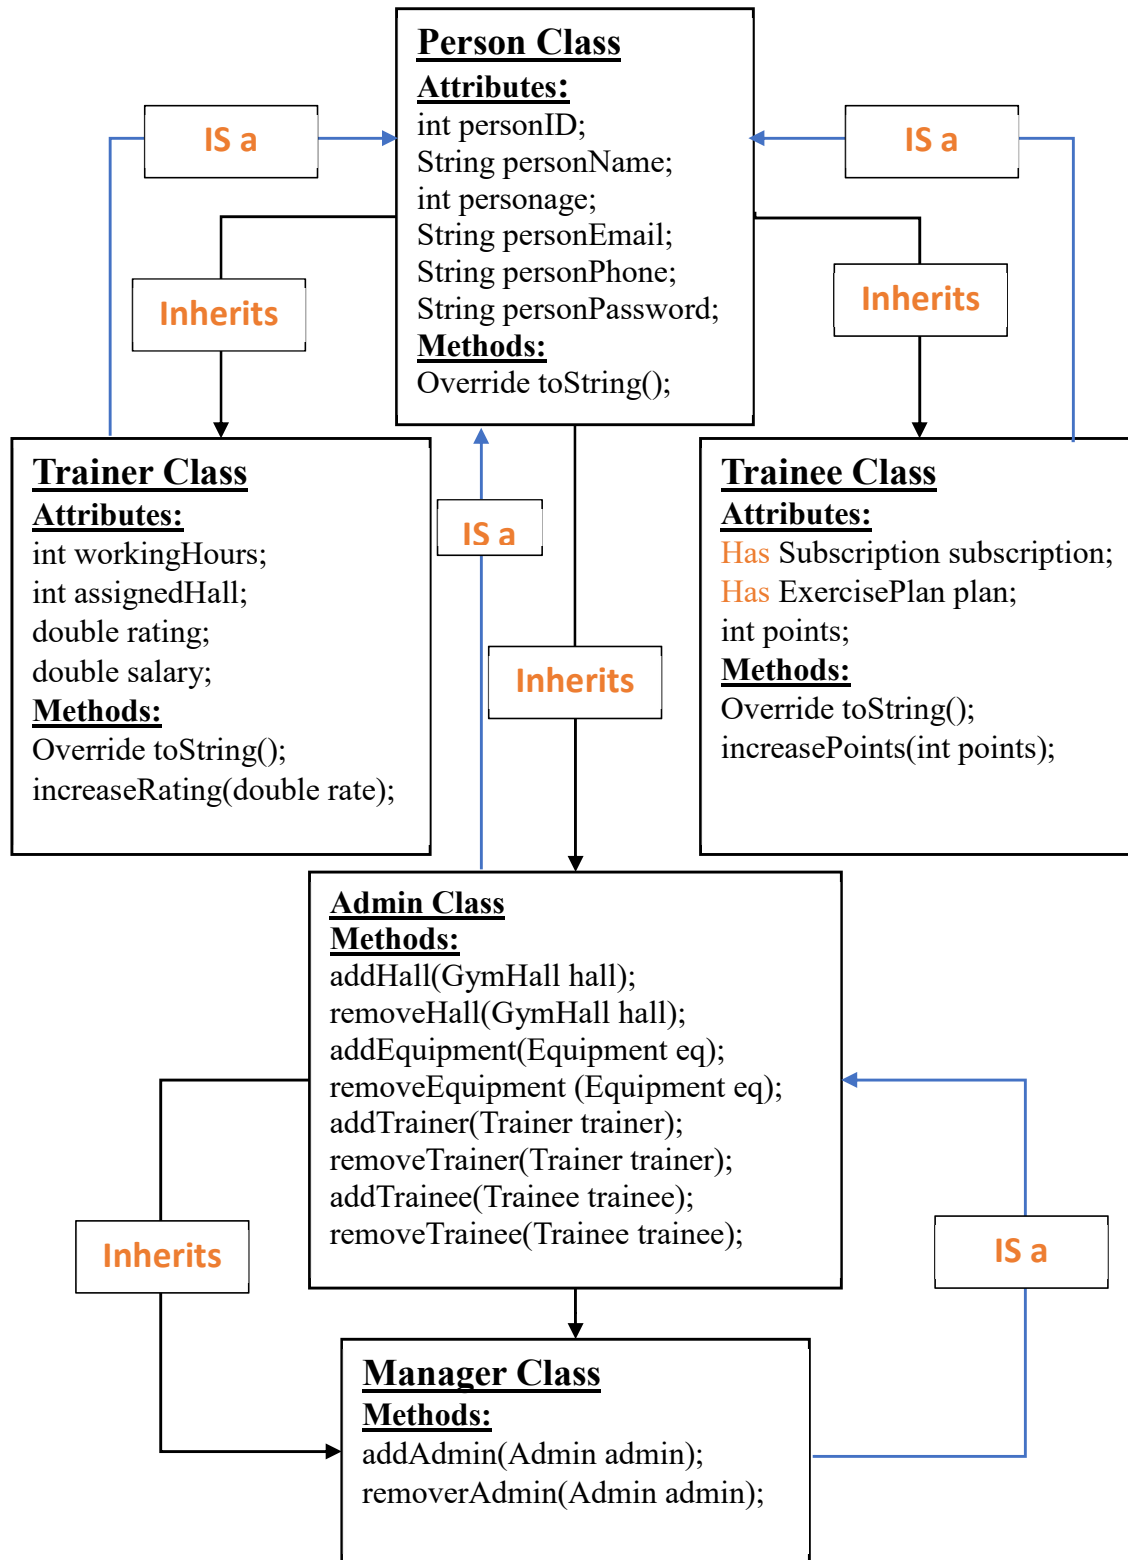 Person Class
Attributes:
int personID;
String personName;
int personage;
String personEmail;
String personPhone;
String personPassword;
Methods:
Override toString();
IS a
IS a
Inherits
Inherits
Trainer Class
Attributes:
int workingHours;
int assignedHall;
double rating;
double salary;
Methods:
Override toString();
increaseRating(double rate);
IS a
Inherits
Trainee Class
Attributes:
Has Subscription subscription;
Has ExercisePlan plan;
int points;
Methods:
Override toString();
increasePoints(int points);
Admin Class
Methods:
addHall(GymHall hall);
removeHall(GymHall hall);
addEquipment(Equipment eq);
removeEquipment (Equipment eq);
addTrainer(Trainer trainer);
removeTrainer(Trainer trainer);
addTrainee(Trainee trainee);
removeTrainee(Trainee trainee);
Inherits
IS a
Manager Class
Methods:
addAdmin(Admin admin);
removerAdmin(Admin admin);